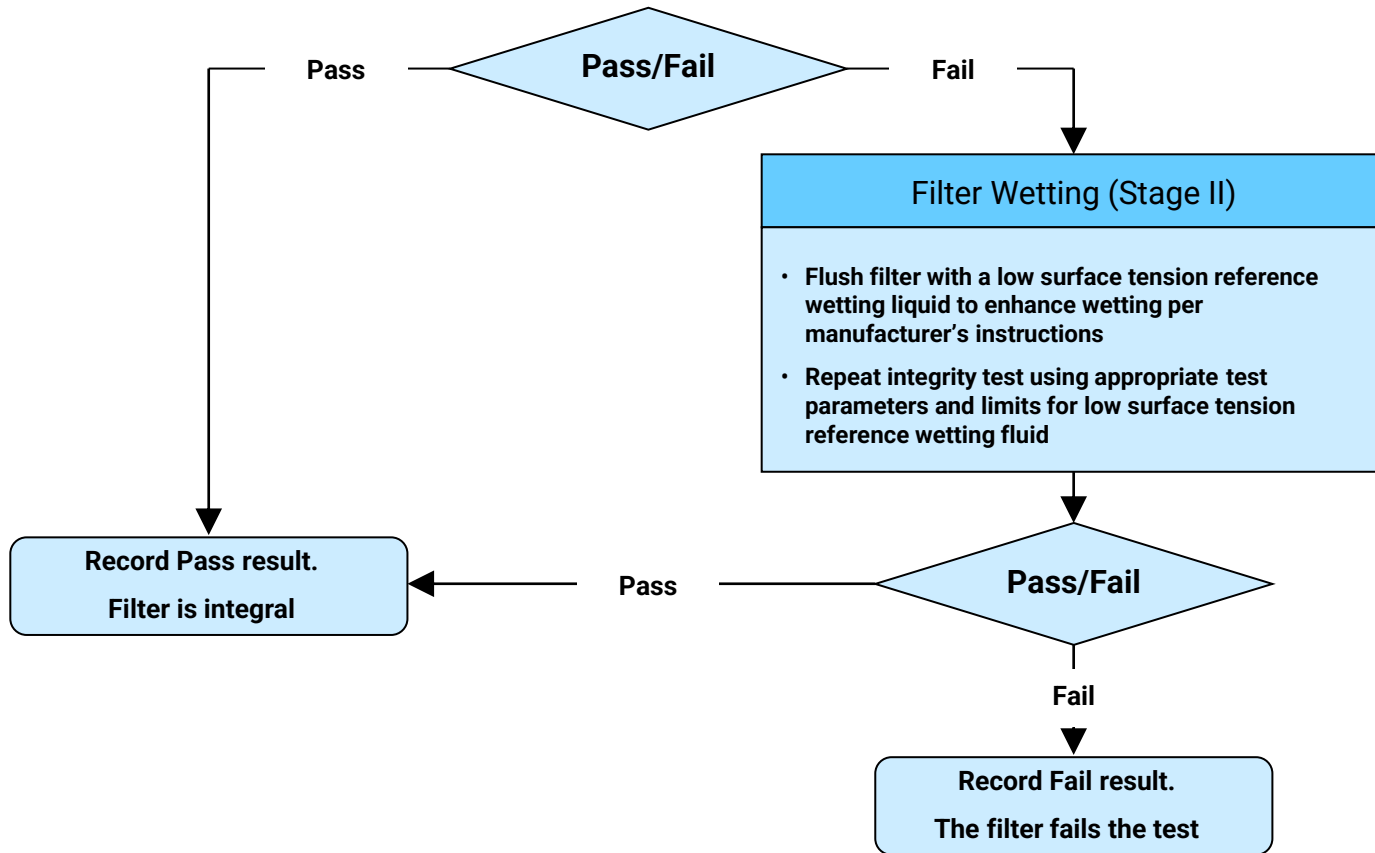 Pass/Fail
Pass
Fail
Filter Wetting (Stage II)
• Flush filter with a low surface tension reference
wetting liquid to enhance wetting per
manufacturer’s instructions
• Repeat integrity test using appropriate test
parameters and limits for low surface tension
reference wetting fluid
Record Pass result.
Filter is integral
Pass
Pass/Fail
Fail
Record Fail result.
The filter fails the test